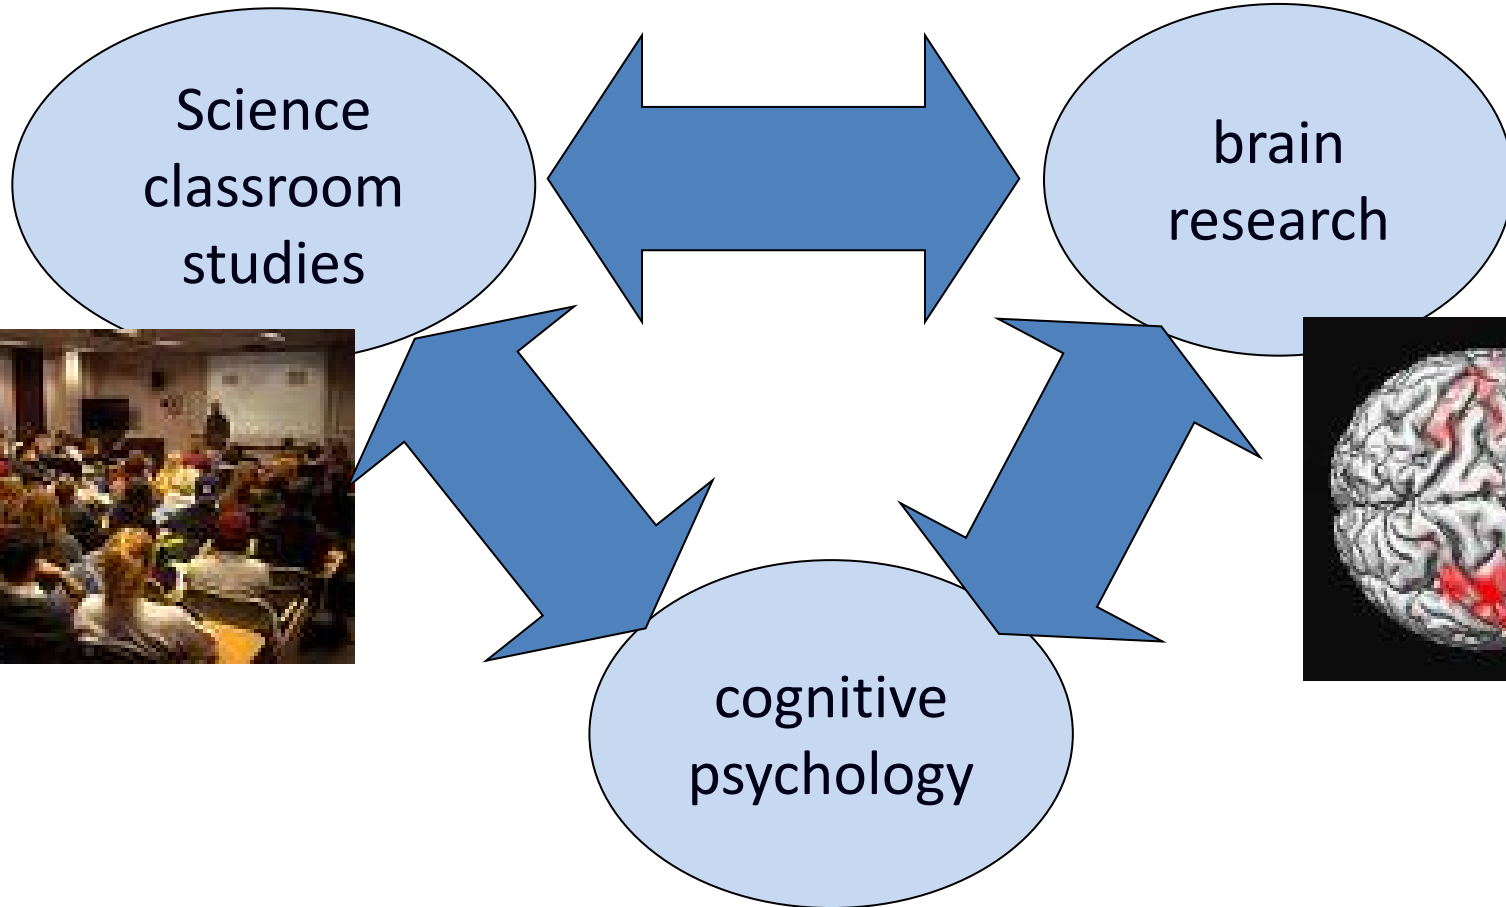 Science
classroom
studies
brain
research
cognitive
psychology